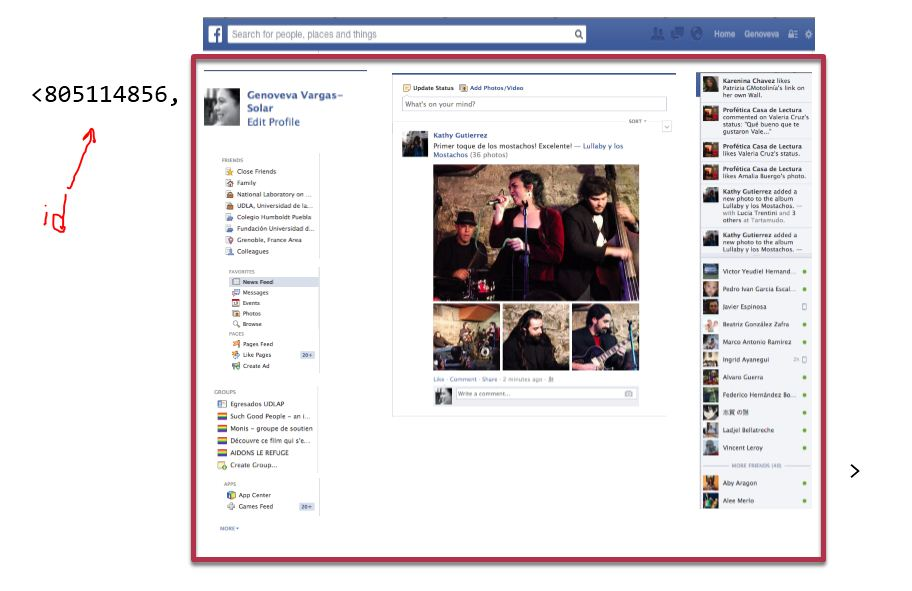 Search for people, places and things
Home Genoveva
<805114856,
id
Genoveva Vargas-
Solar
Edit Profile
FRIENDS
Close Friends
Family
National Laboratory on ...
UDLA, Universidad de la...
Colegio Humboldt Puebla
Fundación Universidad d...
Grenoble, France Area
Colleagues
FAVORITES
News Feed
Messages
Events
Photos
Browse
PAGES
Pages Feed
Like Pages 20+
Create Ad
GROUPS
Egresados UDLAP
Such Good People - an i...
Monis - groupe de soutien
Découvre ce film qui s'e...
AIDONS LE REFUGE
Create Group...
APPS
App Center
Games Feed 20+
MORE
Update Status Add Photos/Video
What's on your mind?
SORT
Kathy Gutierrez
Primer toque de los mostachos! Excelente! — Lullaby y los
Mostachos (36 photos)
Like · Comment · Share · 2 minutes ago
Write a comment...
Karenina Chavez likes
Patrizia GMotolinía's link on
her own Wall.
Profética Casa de Lectura
commented on Valeria Cruz's
status: "Qué bueno que te
gustaron Vale..."
Profética Casa de Lectura
likes Valeria Cruz's status.
Profética Casa de Lectura
likes Amalia Buergo's photo.
Kathy Gutierrez added a
new photo to the album
Lullaby y los Mostachos. —
with Lucia Trentini and 3
others at Tartamudo.
Kathy Gutierrez added a
new photo to the album
Lullaby y los Mostachos. —
Victor Yeudiel Hernand...
Pedro Ivan Garcia Escal...
Javier Espinosa
Beatriz González Zafra
Marco Antonio Ramirez
Ingrid Ayanegui 2h
Alvaro Guerra
Federico Hernández Bo...
Ladjel Bellatreche
Vincent Leroy
MORE FRIENDS (40)
Aby Aragon
Alee Merlo
>